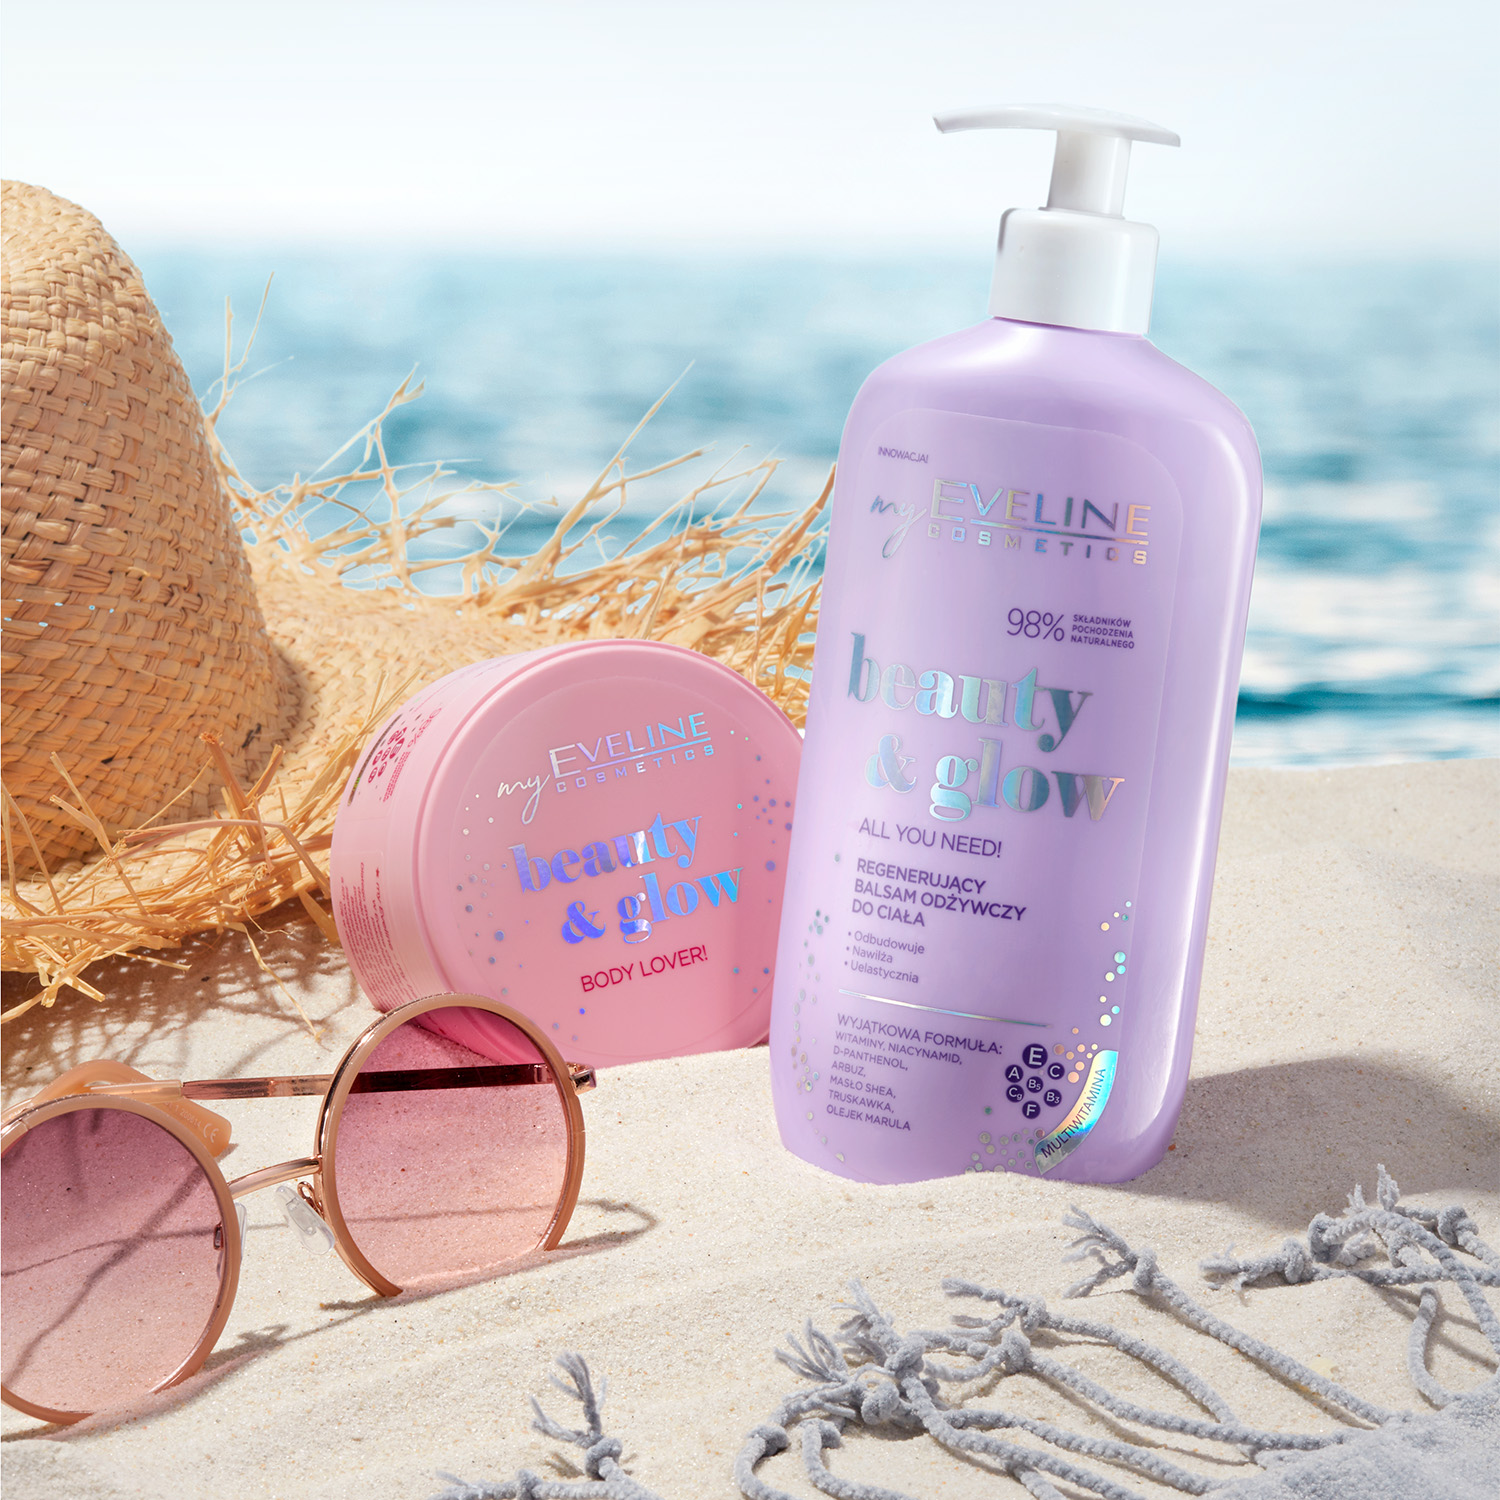 INNOWACJA!
my EVELINE
COSMETICS
98% SKŁADNIKÓW
POCHODZENIA
NATURALNEGO
beauty
& glow
ALL YOU NEED!
REGENERUJĄCY
BALSAM ODŻYWCZY
DO CIAŁA
• Odbudowuje
• Nawilża
• Uelastycznia
WYJĄTKOWA FORMUŁA:
WITAMINY, NIACYNAMID,
D-PANTHENOL,
ARBUZ,
MASŁO SHEA,
TRUSKAWKA,
OLEJEK MARULA
E
A C
B5
Cg B3
F
MULTIWITAMINA
my EVELINE
COSMETICS
beauty
& glow
BODY LOVER!